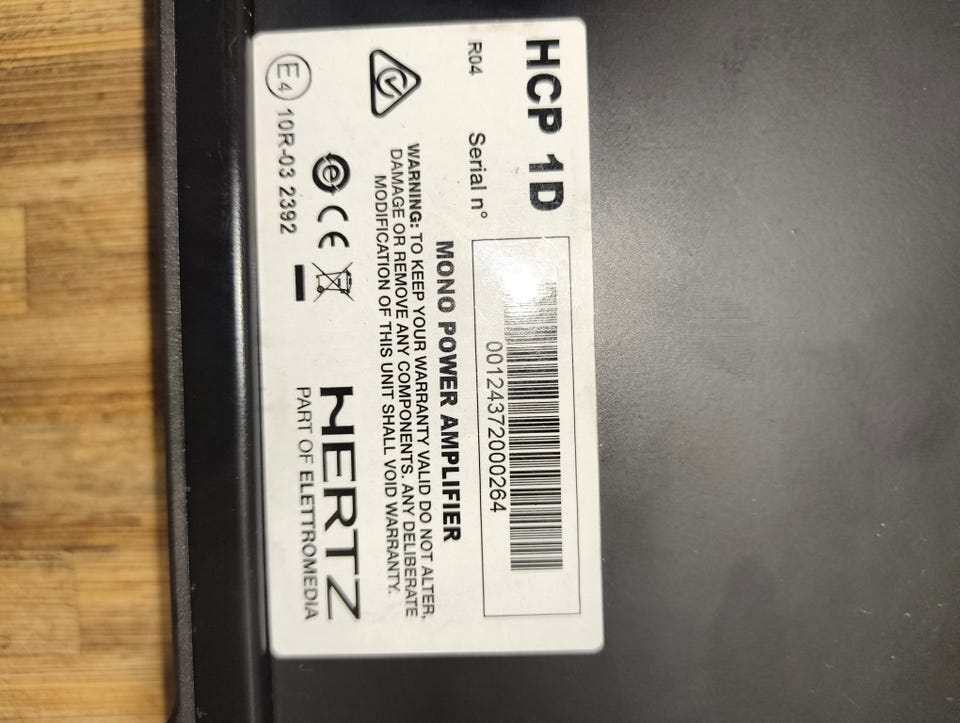 HCP 1D
R04
Serial n°
00124372000264
MONO POWER AMPLIFIER
WARNING: TO KEEP YOUR WARRANTY VALID DO NOT ALTER,
DAMAGE OR REMOVE ANY COMPONENTS. ANY DELIBERATE
MODIFICATION OF THIS UNIT SHALL VOID WARRANTY.
e CE
HERTZ
PART OF ELETTROMEDIA
E4 10R-03 2392